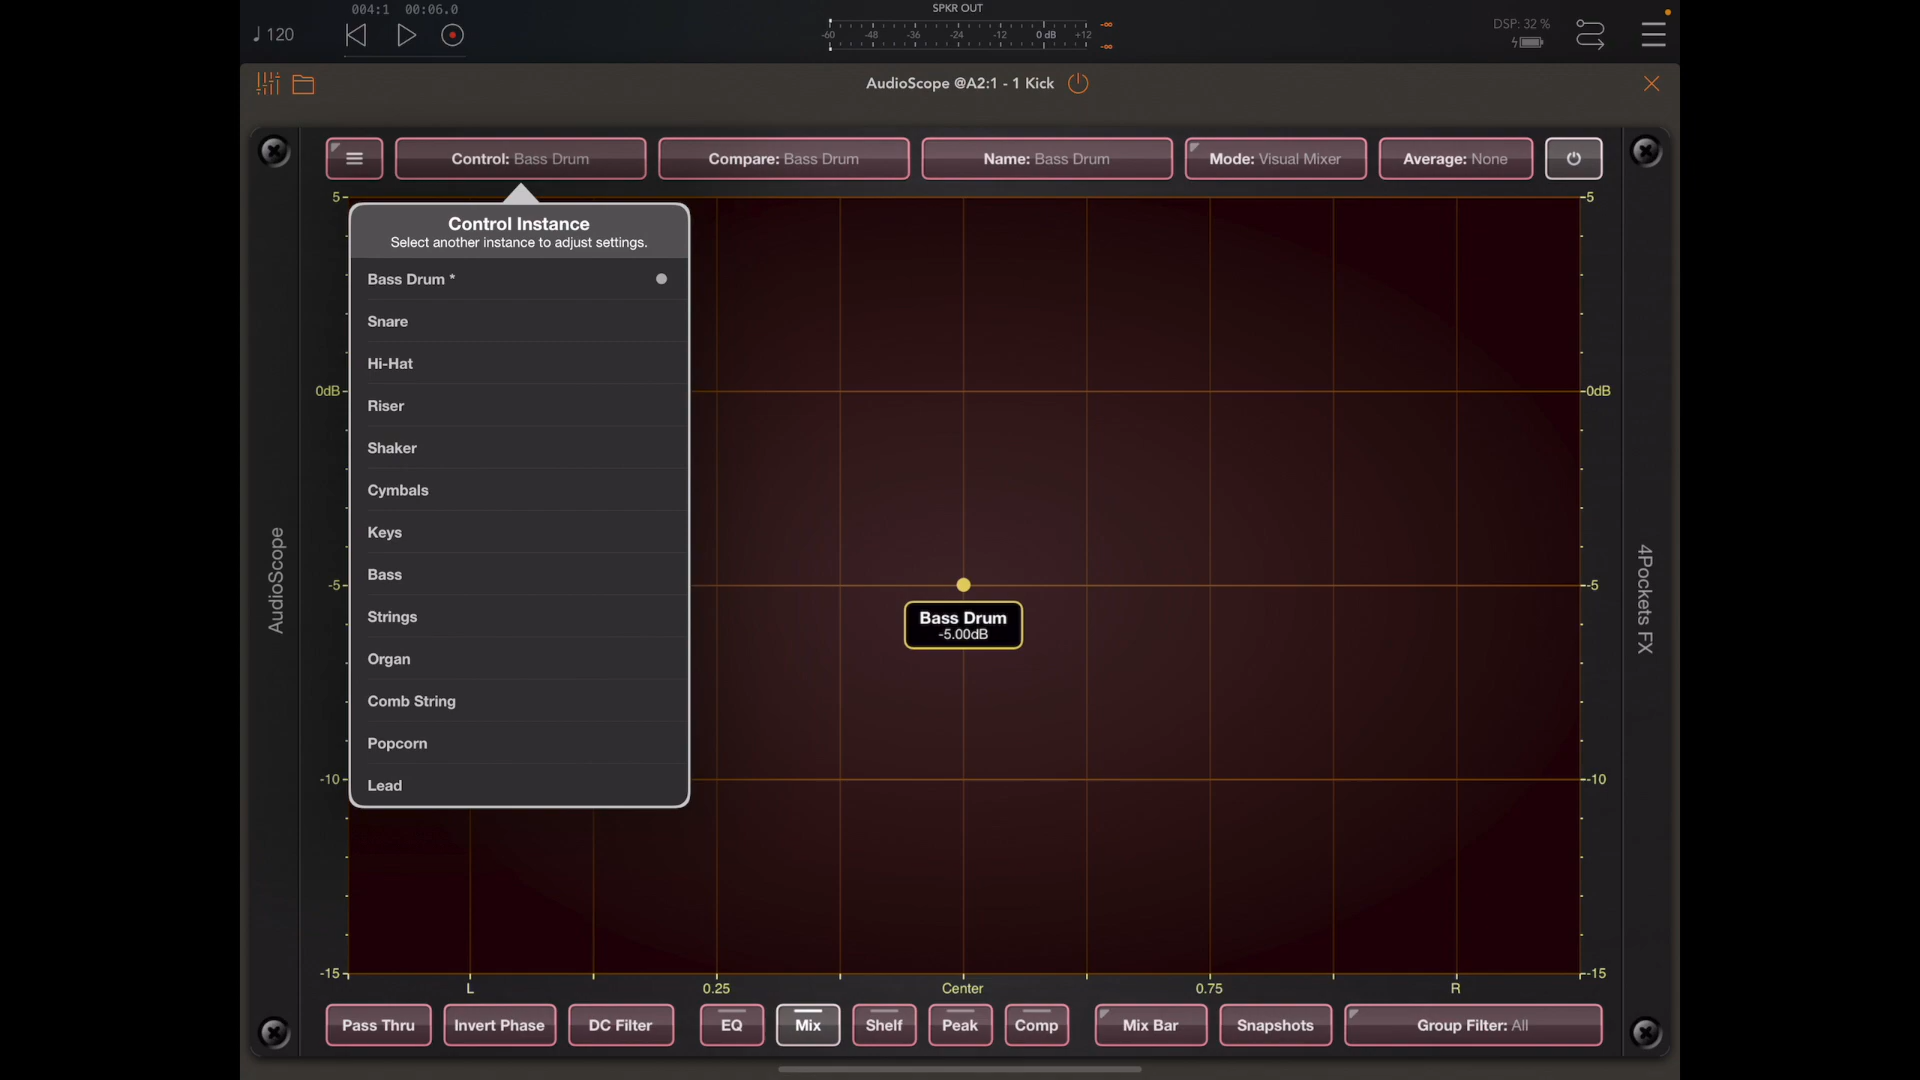 004:1 00:06.0
♩ 120
SPKR OUT
-60 -48 -36 -24 -12 0 dB +12
-∞
-∞
DSP: 32 %
AudioScope @A2:1 - 1 Kick
Control: Bass Drum
Compare: Bass Drum
Name: Bass Drum
Mode: Visual Mixer
Average: None
Control Instance
Select another instance to adjust settings.
Bass Drum *
Snare
Hi-Hat
Riser
Shaker
Cymbals
Keys
Bass
Strings
Organ
Comb String
Popcorn
Lead
5
0dB
-5
-10
-15
Bass Drum
-5.00dB
-5
-0dB
-5
-10
-15
L 0.25 Center 0.75 R
AudioScope
4Pockets FX
Pass Thru
Invert Phase
DC Filter
EQ
Mix
Shelf
Peak
Comp
Mix Bar
Snapshots
Group Filter: All